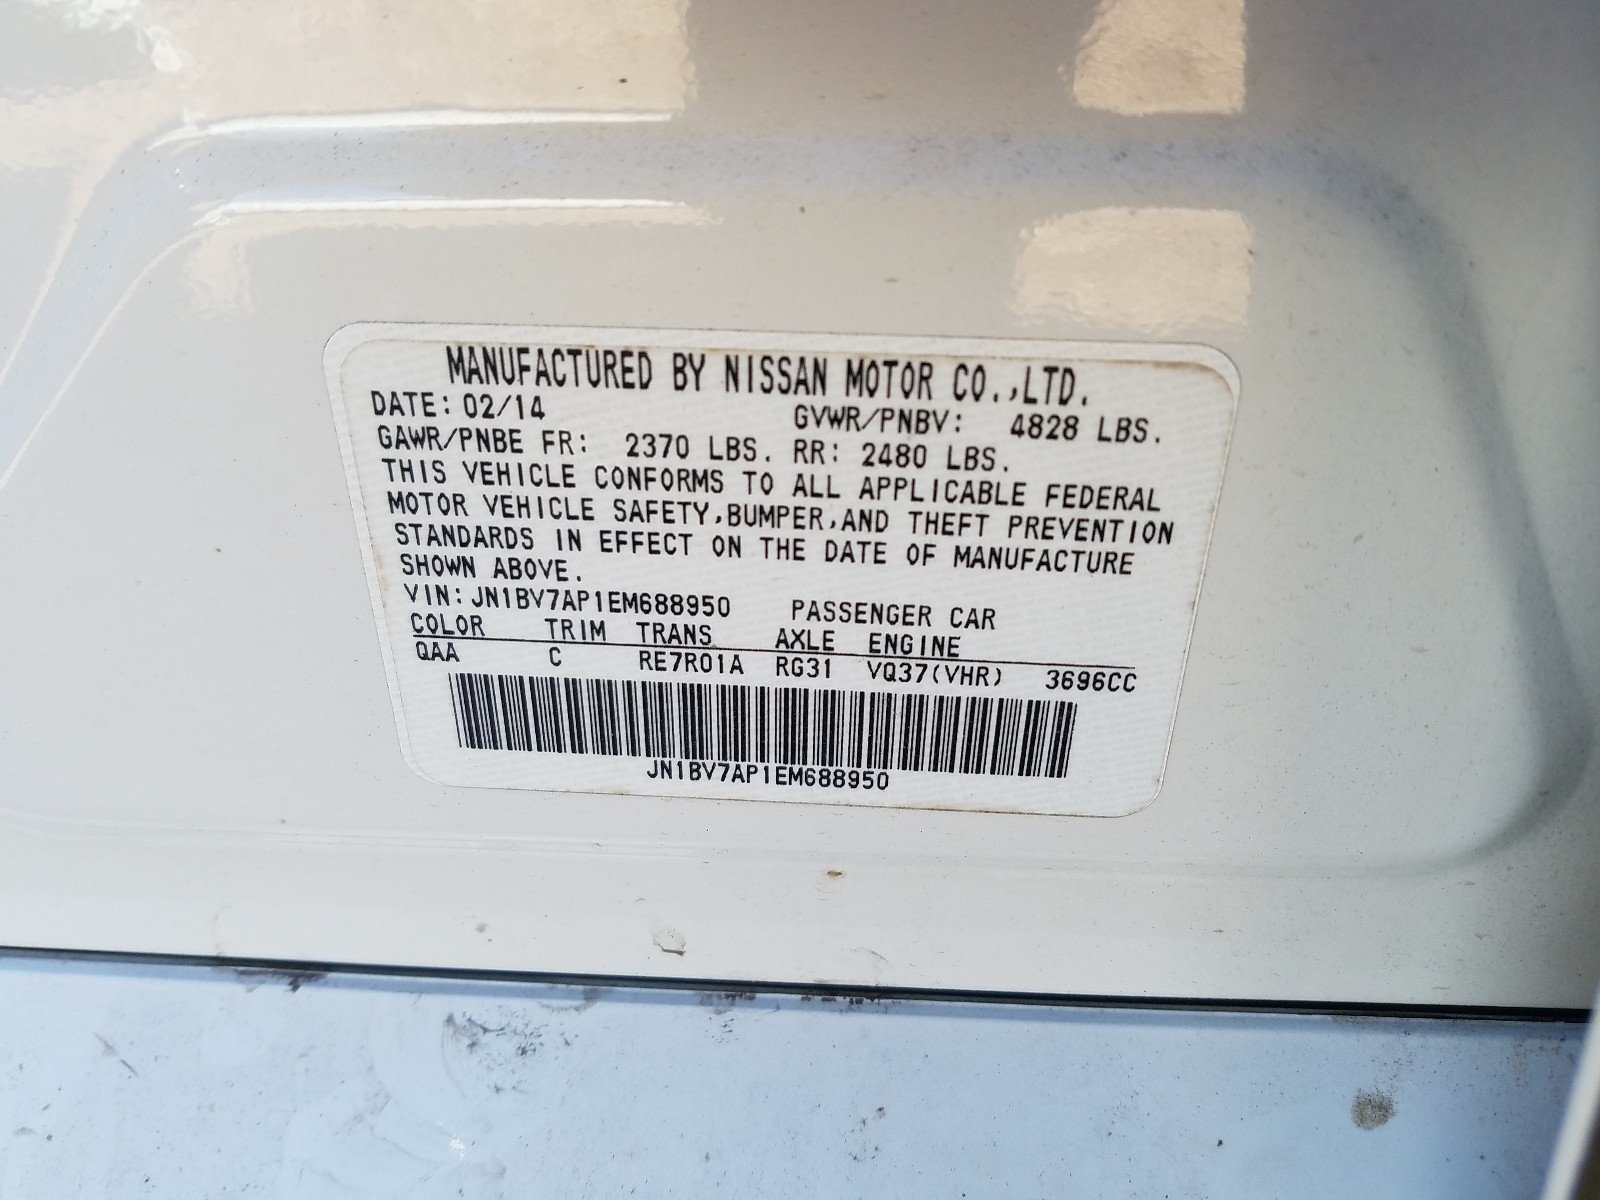 MANUFACTURED BY NISSAN MOTOR CO.,LTD.
DATE: 02/14 GVWR/PNBV: 4828 LBS.
GAWR/PNBE FR: 2370 LBS. RR: 2480 LBS.
THIS VEHICLE CONFORMS TO ALL APPLICABLE FEDERAL
MOTOR VEHICLE SAFETY,BUMPER,AND THEFT PREVENTION
STANDARDS IN EFFECT ON THE DATE OF MANUFACTURE
SHOWN ABOVE.
VIN: JN1BV7AP1EM688950 PASSENGER CAR
COLOR TRIM TRANS AXLE ENGINE
QAA C RE7R01A RG31 VQ37(VHR) 3696CC
JN1BV7AP1EM688950